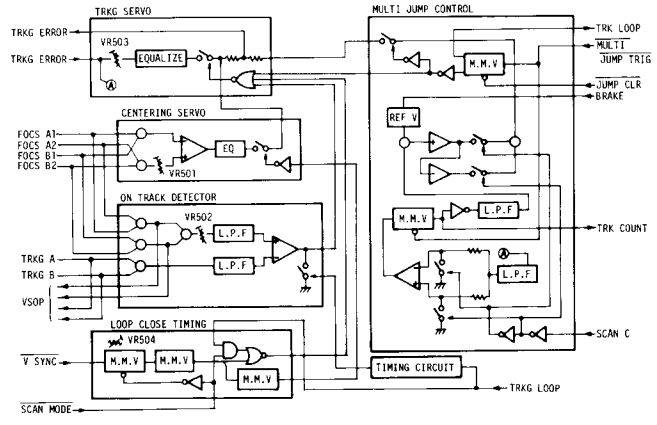 TRKG SERVO
TRKG ERROR
TRKG ERROR
VR503
EQUALIZE
A
CENTERING SERVO
FOCS A1
FOCS A2
FOCS B1
FOCS B2
VR501
EQ
ON TRACK DETECTOR
VR502
L.P.F
L.P.F
TRKG A
TRKG B
VSOP
LOOP CLOSE TIMING
VR504
V SYNC
M.M.V
M.M.V
M.M.V
SCAN MODE
MULTI JUMP CONTROL
M.M.V
TRK LOOP
MULTI
JUMP TRIG
JUMP CLR
BRAKE
REF V
M.M.V
L.P.F
TRK COUNT
A
L.P.F
SCAN C
TIMING CIRCUIT
TRKG LOOP